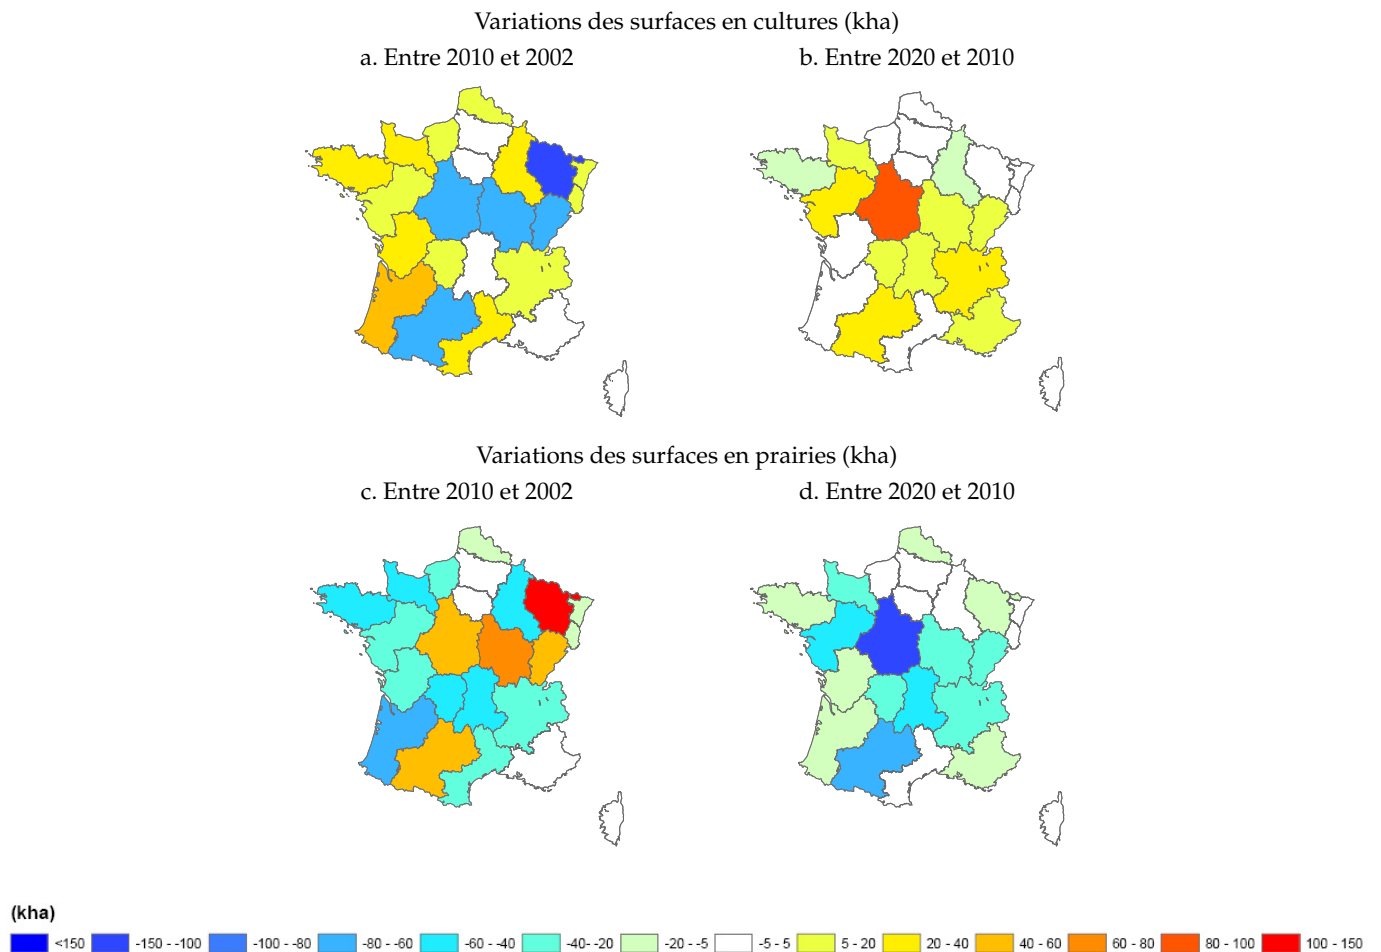 Variations des surfaces en cultures (kha)
a. Entre 2010 et 2002
b. Entre 2020 et 2010
Variations des surfaces en prairies (kha)
c. Entre 2010 et 2002
d. Entre 2020 et 2010
(kha)
<150 -150 - -100 -100 - -80 -80 - -60 -60 - -40 -40 - -20 -20 - -5 -5 - 5 5 - 20 20 - 40 40 - 60 60 - 80 80 - 100 100 - 150